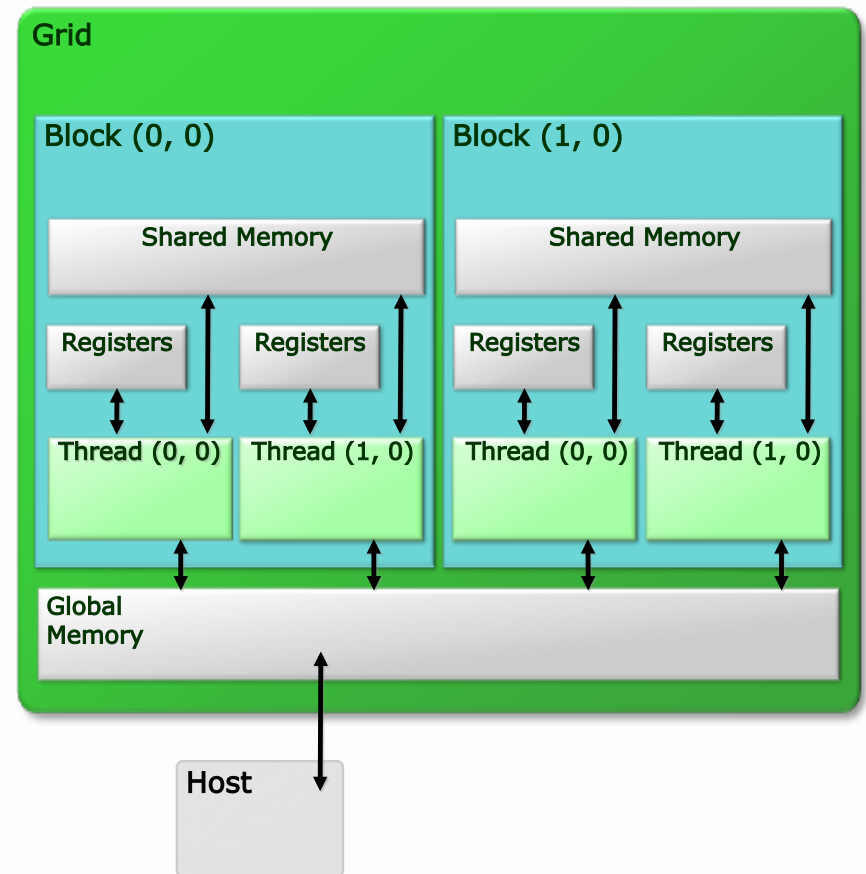 Grid
Block (0, 0)
Block (1, 0)
Shared Memory
Shared Memory
Registers
Registers
Registers
Registers
Thread (0, 0)
Thread (1, 0)
Thread (0, 0)
Thread (1, 0)
Global
Memory
Host